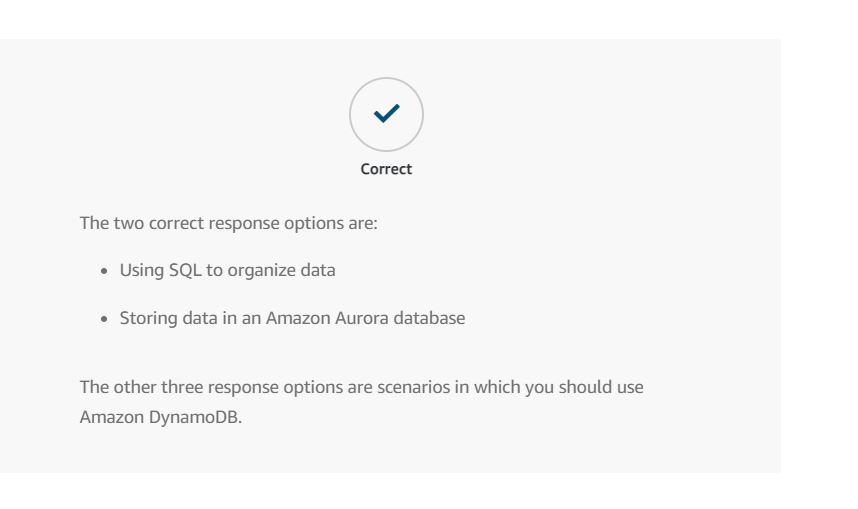 Correct
The two correct response options are:
• Using SQL to organize data
• Storing data in an Amazon Aurora database
The other three response options are scenarios in which you should use
Amazon DynamoDB.